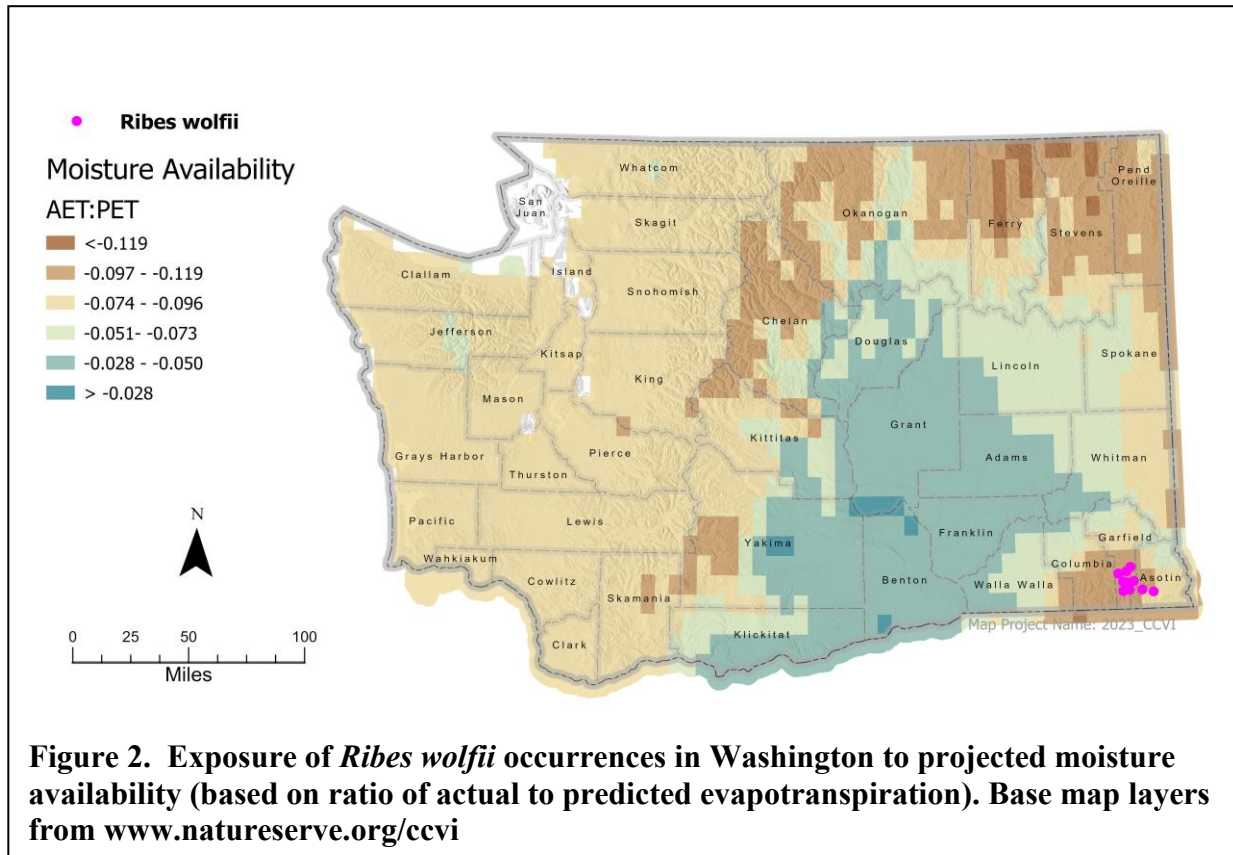 Ribes wolfii
Moisture Availability
AET:PET
<-0.119
-0.097 - -0.119
-0.074 - -0.096
-0.051- -0.073
-0.028 - -0.050
> -0.028
N
0 25 50 100
Miles
Whatcom
San
Juan
Skagit
Island
Clallam
Snohomish
Jefferson
Kitsap
King
Mason
Grays Harbor
Thurston
Pierce
Pacific
Lewis
Wahkiakum
Cowlitz
Skamania
Clark
Okanogan
Ferry
Stevens
Pend
Oreille
Chelan
Douglas
Lincoln
Spokane
Kittitas
Grant
Adams
Whitman
Yakima
Franklin
Benton
Walla Walla
Columbia
Garfield
Asotin
Klickitat
Map Project Name: 2023_CCVI
Figure 2.  Exposure of Ribes wolfii occurrences in Washington to projected moisture
availability (based on ratio of actual to predicted evapotranspiration). Base map layers
from www.natureserve.org/ccvi